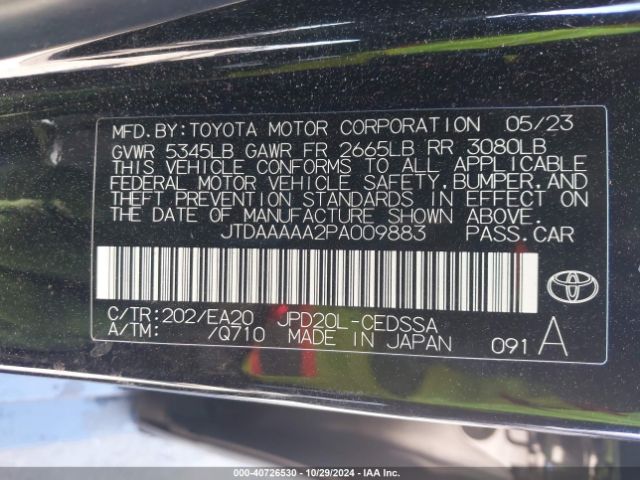 MFD.BY:TOYOTA MOTOR CORPORATION 05/23
GVWR 5345LB GAWR FR 2665LB RR 3080LB
THIS VEHICLE CONFORMS TO ALL APPLICABLE
FEDERAL MOTOR VEHICLE SAFETY,BUMPER,AND
THEFT PREVENTION STANDARDS IN EFFECT ON
THE DATE OF MANUFACTURE SHOWN ABOVE.
JTDAAAAA2PA009883 PASS.CAR
C/TR:202/EA20 JPD20L-CEDSSA
A/TM: /Q710 MADE IN JAPAN 091 A
000-40726530 - 10/29/2024 - IAA Inc.